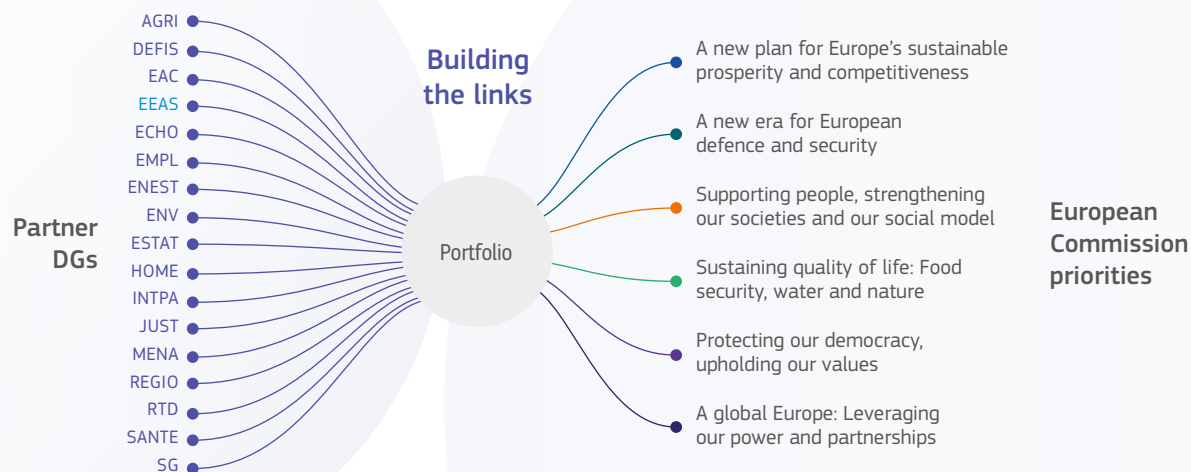 Partner
DGs
AGRI
DEFIS
EAC
EEAS
ECHO
EMPL
ENEST
ENV
ESTAT
HOME
INTPA
JUST
MENA
REGIO
RTD
SANTE
SG
Building
the links
Portfolio
A new plan for Europe’s sustainable
prosperity and competitiveness
A new era for European
defence and security
Supporting people, strengthening
our societies and our social model
Sustaining quality of life: Food
security, water and nature
Protecting our democracy,
upholding our values
A global Europe: Leveraging
our power and partnerships
European
Commission
priorities